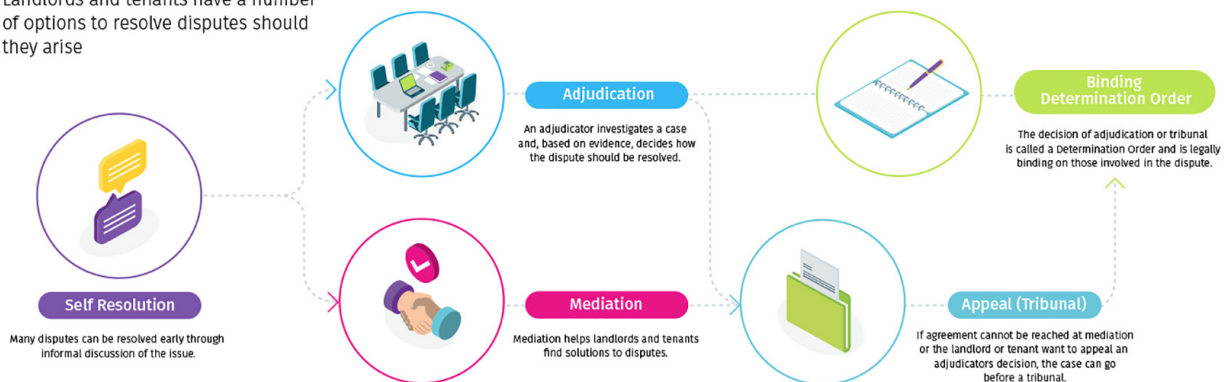 Landlords and tenants have a number
of options to resolve disputes should
they arise
Self Resolution
Many disputes can be resolved early through
informal discussion of the issue.
Adjudication
An adjudicator investigates a case
and, based on evidence, decides how
the dispute should be resolved.
Mediation
Mediation helps landlords and tenants
find solutions to disputes.
Binding
Determination Order
The decision of adjudication or tribunal
is called a Determination Order and is legally
binding on those involved in the dispute.
Appeal (Tribunal)
If agreement cannot be reached at mediation
or the landlord or tenant want to appeal an
adjudicators decision, the case can go
before a tribunal.